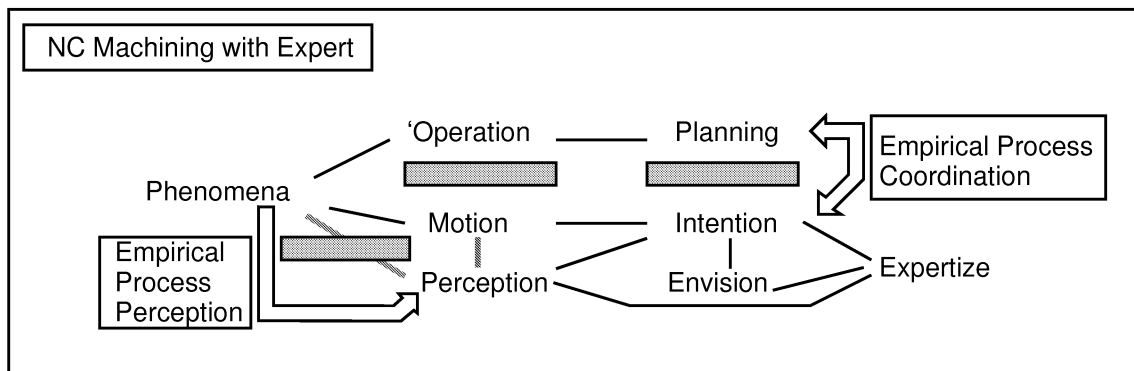 NC Machining with Expert
‘Operation
Planning
Empirical Process
Coordination
Phenomena
Motion
Intention
Empirical
Process
Perception
Perception
Envision
Expertize